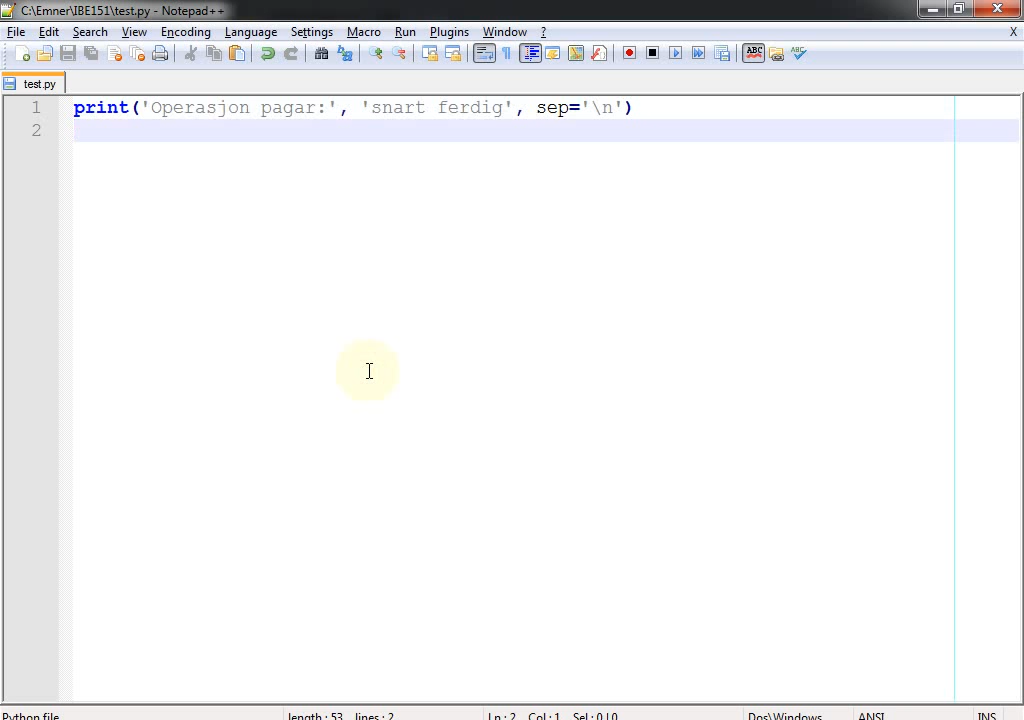 C:\Emner\IBE151\test.py - Notepad++
File Edit Search View Encoding Language Settings Macro Run Plugins Window ? X
test.py
1 print('Operasjon pagar:', 'snart ferdig', sep='\n')
2
Python file length : 53 lines : 2 Ln : 2 Col : 1 Sel : 0 | 0 Dos\Windows ANSI INS